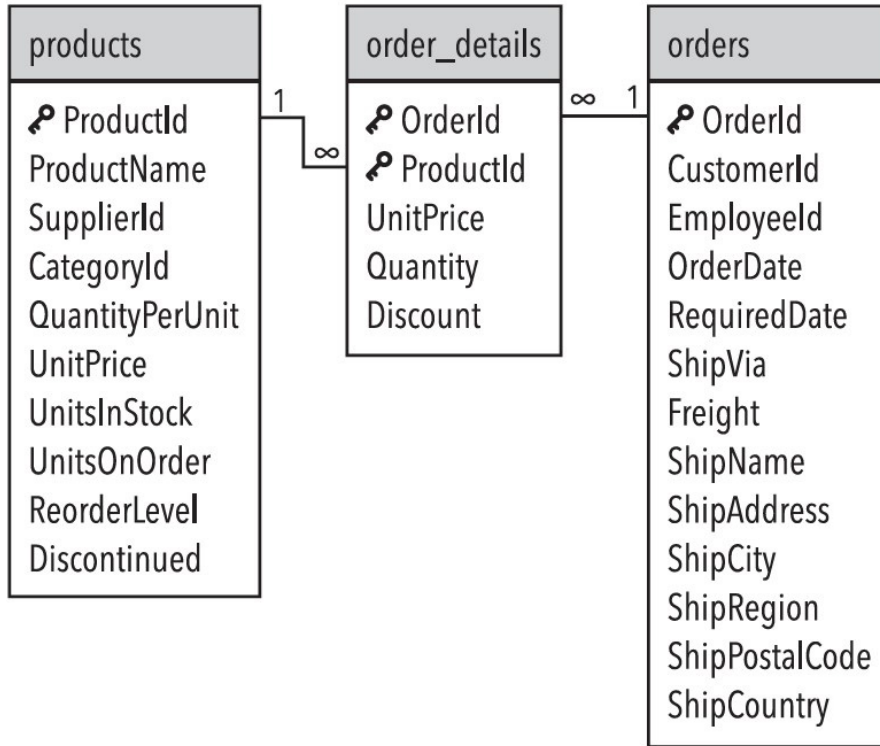 products
ProductId
ProductName
SupplierId
CategoryId
QuantityPerUnit
UnitPrice
UnitsInStock
UnitsOnOrder
ReorderLevel
Discontinued
1
∞
order_details
OrderId
ProductId
UnitPrice
Quantity
Discount
∞
1
orders
OrderId
CustomerId
EmployeeId
OrderDate
RequiredDate
ShipVia
Freight
ShipName
ShipAddress
ShipCity
ShipRegion
ShipPostalCode
ShipCountry